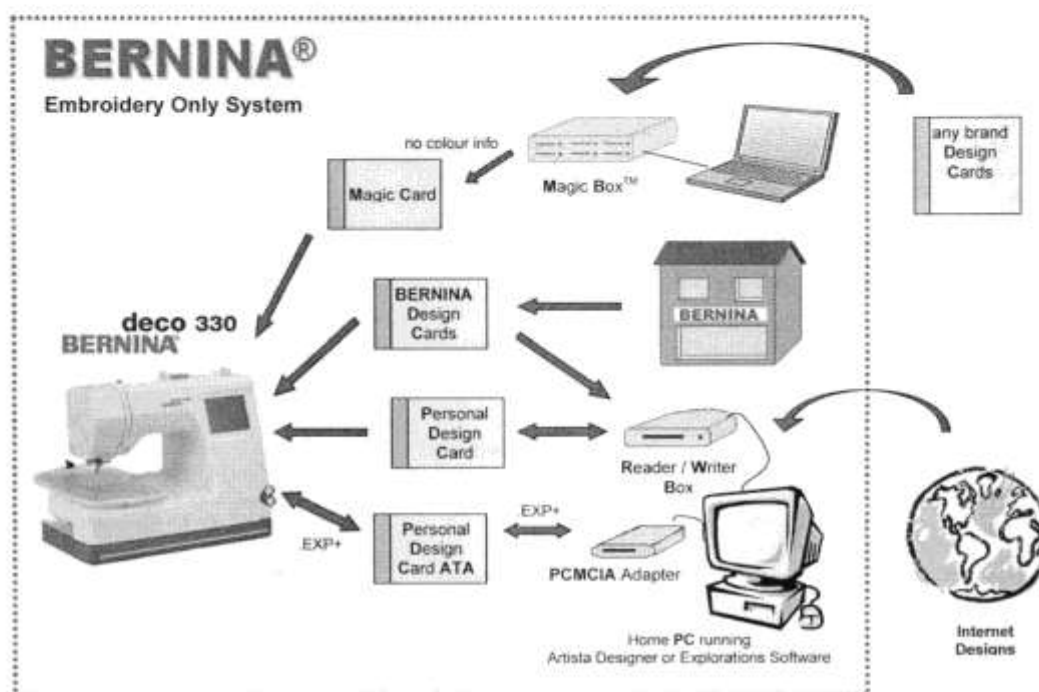 BERNINA®
Embroidery Only System
no colour info
Magic Card
Magic Box™
any brand
Design
Cards
BERNINA
Design
Cards
BERNINA
deco 330
BERNINA®
Personal
Design
Card
Reader / Writer
Box
.EXP+
.EXP+
Personal
Design
Card ATA
PCMCIA Adapter
Home PC running
Artista Designer or Explorations Software
Internet
Designs